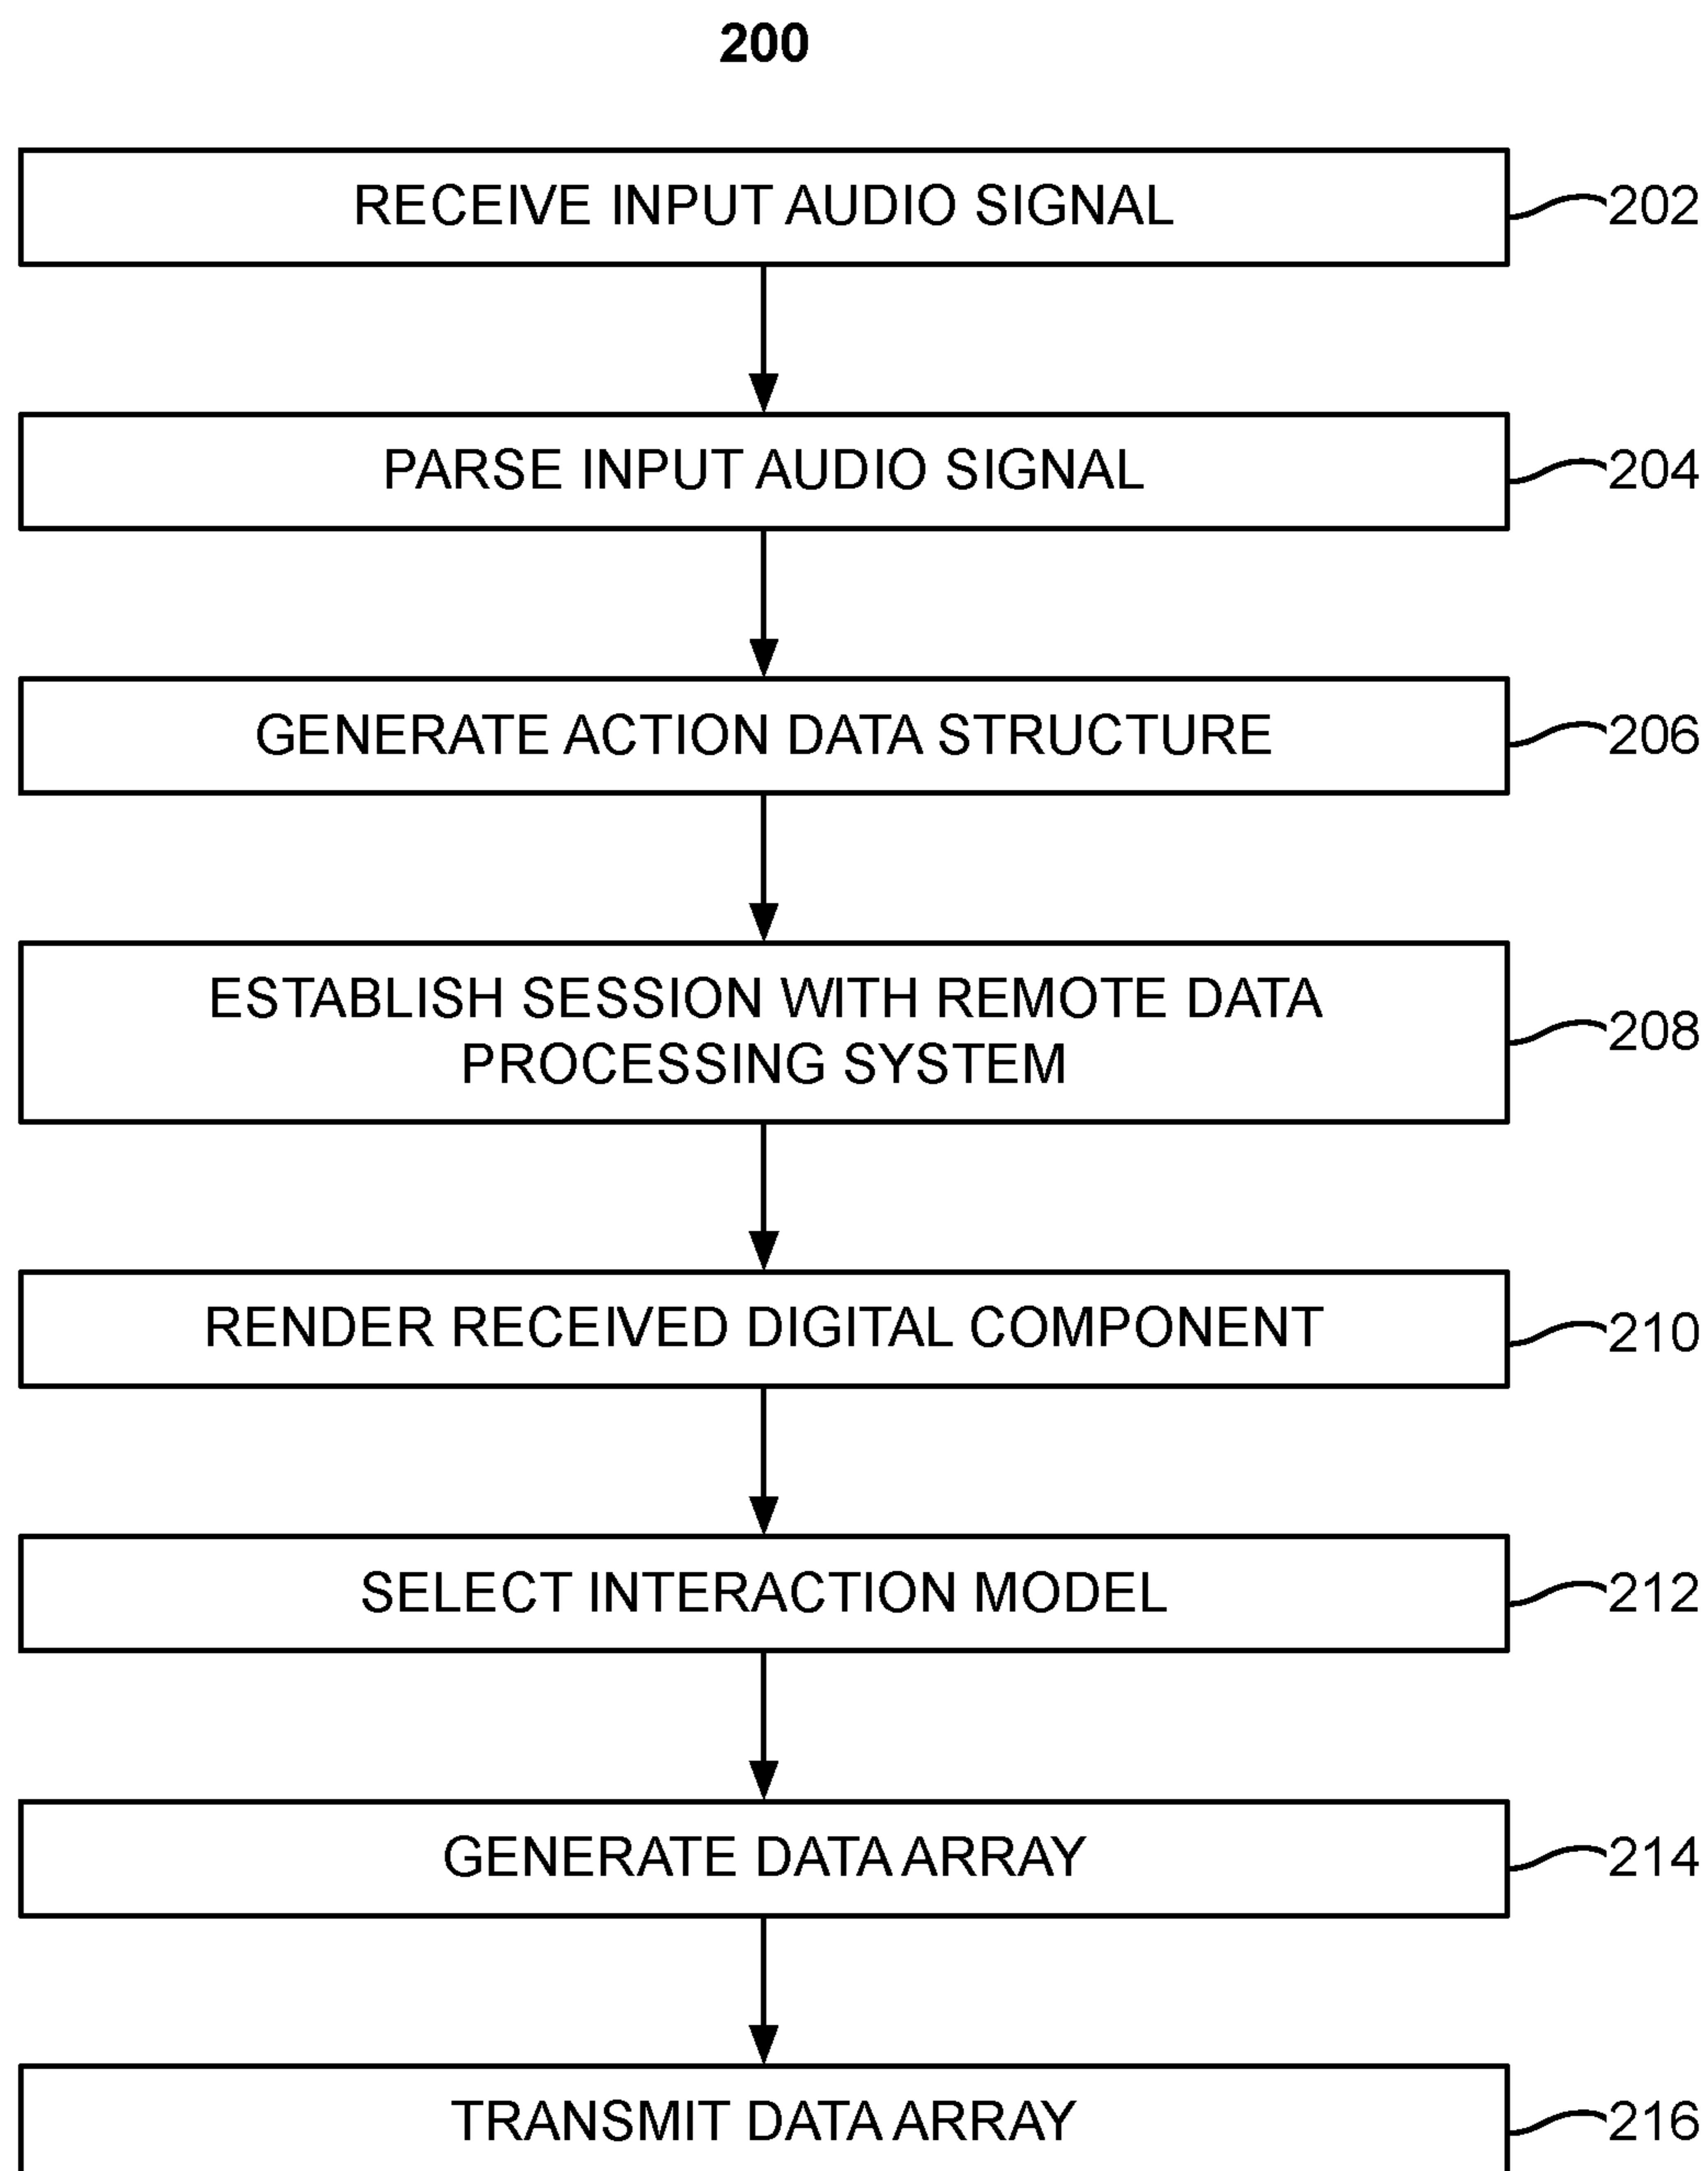 200
RECEIVE INPUT AUDIO SIGNAL
202
PARSE INPUT AUDIO SIGNAL
204
GENERATE ACTION DATA STRUCTURE
206
ESTABLISH SESSION WITH REMOTE DATA
PROCESSING SYSTEM
208
RENDER RECEIVED DIGITAL COMPONENT
210
SELECT INTERACTION MODEL
212
GENERATE DATA ARRAY
214
TRANSMIT DATA ARRAY
216